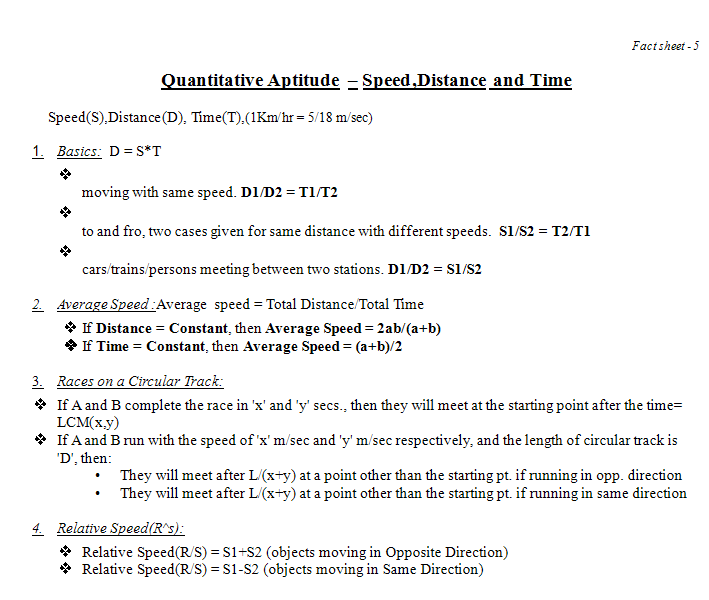 Fact sheet - 5
Quantitative Aptitude – Speed,Distance and Time
Speed(S),Distance(D), Time(T),(1Km/hr = 5/18 m/sec)
1. Basics: D = S*T
❖
moving with same speed. D1/D2 = T1/T2
❖
to and fro, two cases given for same distance with different speeds. S1/S2 = T2/T1
❖
cars/trains/persons meeting between two stations. D1/D2 = S1/S2
2. Average Speed :Average speed = Total Distance/Total Time
❖ If Distance = Constant, then Average Speed = 2ab/(a+b)
❖ If Time = Constant, then Average Speed = (a+b)/2
3. Races on a Circular Track:
❖ If A and B complete the race in 'x' and 'y' secs., then they will meet at the starting point after the time=
LCM(x,y)
❖ If A and B run with the speed of 'x' m/sec and 'y' m/sec respectively, and the length of circular track is
'D', then:
• They will meet after L/(x+y) at a point other than the starting pt. if running in opp. direction
• They will meet after L/(x+y) at a point other than the starting pt. if running in same direction
4. Relative Speed(R^s):
❖ Relative Speed(R/S) = S1+S2 (objects moving in Opposite Direction)
❖ Relative Speed(R/S) = S1-S2 (objects moving in Same Direction)